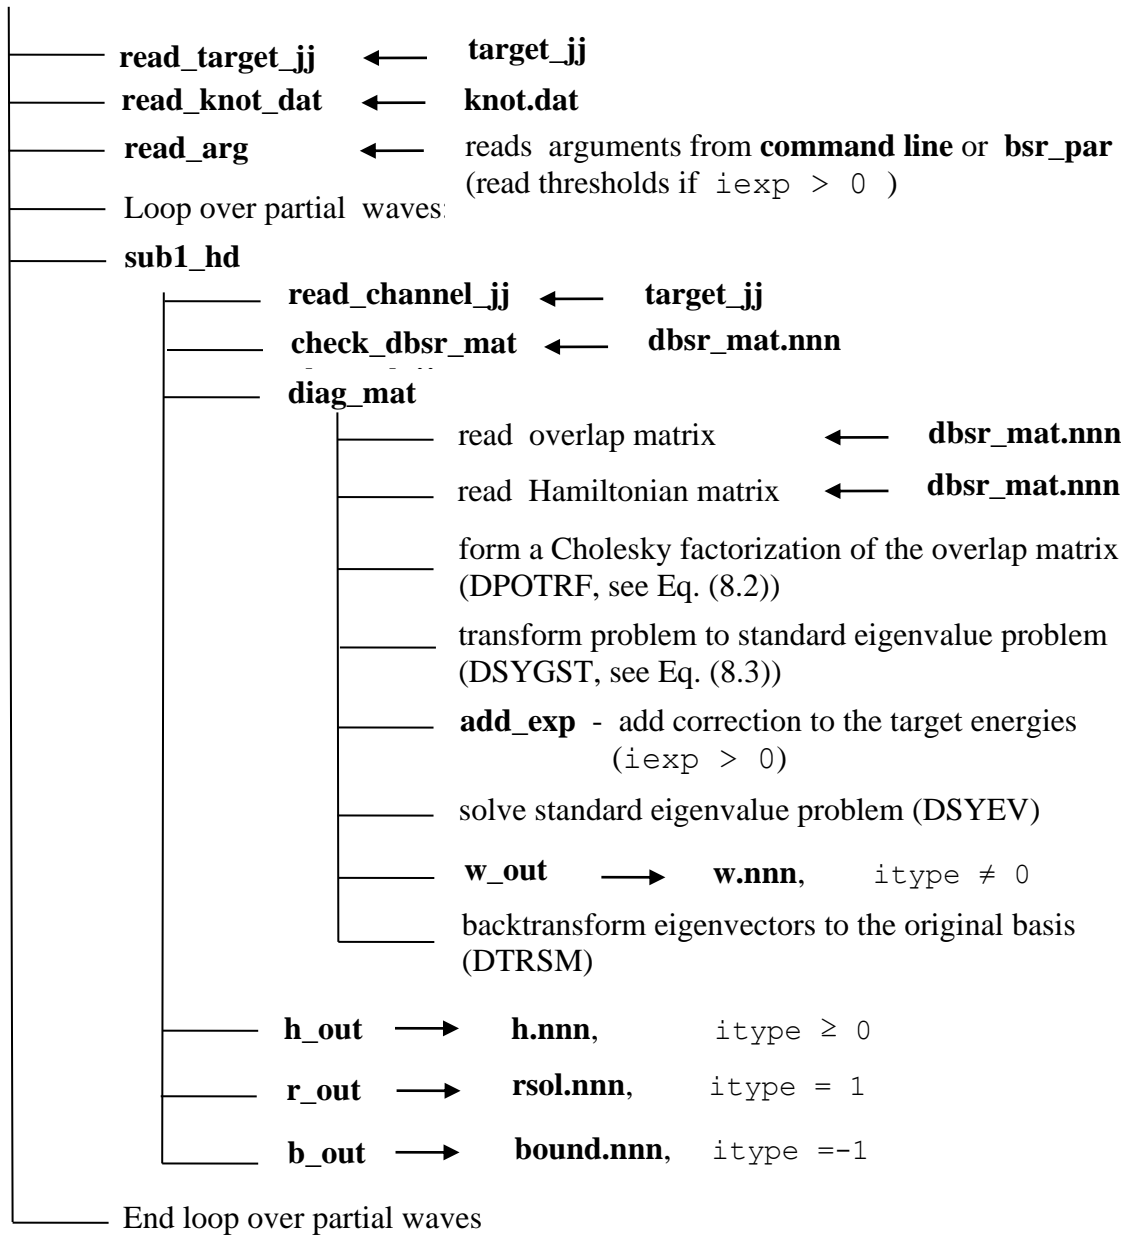 read_target_jj target_jj
read_knot_dat knot.dat
read_arg reads arguments from command line or bsr_par
(read thresholds if iexp > 0 )
Loop over partial waves:
sub1_hd
read_channel_jj target_jj
check_dbsr_mat dbsr_mat.nnn
diag_mat
read overlap matrix dbsr_mat.nnn
read Hamiltonian matrix dbsr_mat.nnn
form a Cholesky factorization of the overlap matrix
(DPOTRF, see Eq. (8.2))
transform problem to standard eigenvalue problem
(DSYGST, see Eq. (8.3))
add_exp - add correction to the target energies
(iexp > 0)
solve standard eigenvalue problem (DSYEV)
w_out w.nnn, itype ≠ 0
backtransform eigenvectors to the original basis
(DTRSM)
h_out h.nnn, itype ≥ 0
r_out rsol.nnn, itype = 1
b_out bound.nnn, itype =-1
End loop over partial waves